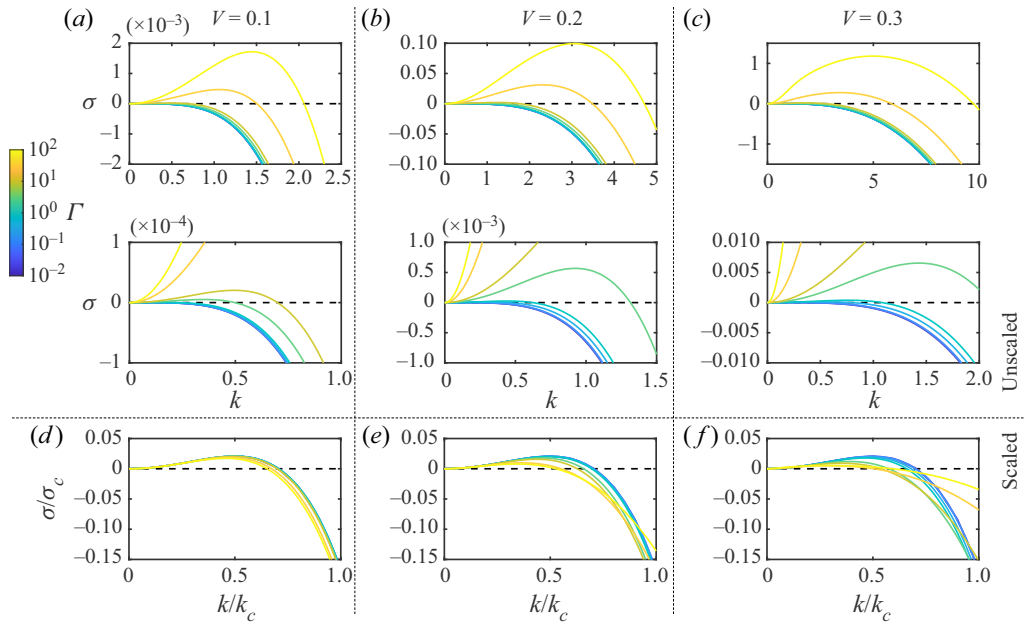 (a) V = 0.1 (b) V = 0.2 (c) V = 0.3
(×10⁻³)
2 0.10
1 0.05 1
σ 0 0 0
–1 –0.05 –1
–2 –0.10
0 0.5 1.0 1.5 2.0 2.5 0 1 2 3 4 5 0 5 10
10²
10¹
10⁰ Γ
10⁻¹
10⁻²
(×10⁻⁴) (×10⁻³)
1 1.0 0.010
0.5 0.005
σ 0 0 0
–0.5 –0.005
–1 –1.0 –0.010
0 0.5 1.0 0 0.5 1.0 1.5 0 0.5 1.0 1.5 2.0
k k k
Unscaled
(d) (e) (f)
0.05 0.05 0.05
0 0 0
–0.05 –0.05 –0.05
σ/σ_c
–0.10 –0.10 –0.10
–0.15 –0.15 –0.15
0 0.5 1.0 0 0.5 1.0 0 0.5 1.0
k/k_c k/k_c k/k_c
Scaled